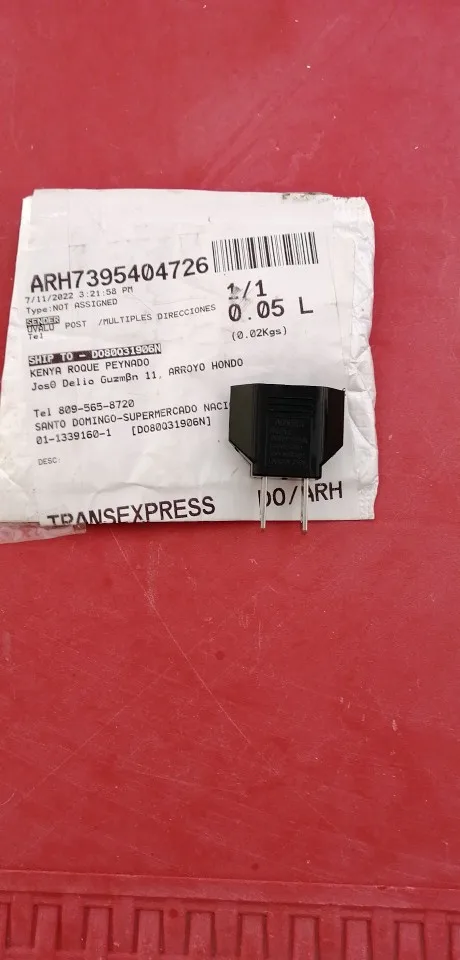 ARH7395404726
7/11/2022 3:21:58 PM
Type:NOT ASSIGNED
1/1
SENDER POST /MULTIPLES DIRECCIONES
UVALU
Tel
0.05 L
(0.02Kgs)
SHIP TO - DO80Q31906N
KENYA ROQUE PEYNADO
Jos0 Delio Guzmβn 11, ARROYO HONDO
Tel 809-565-8720
SANTO DOMINGO-SUPERMERCADO NACI
01-1339160-1 [DO80Q31906N]
DESC:
TRANSEXPRESS DO/ARH